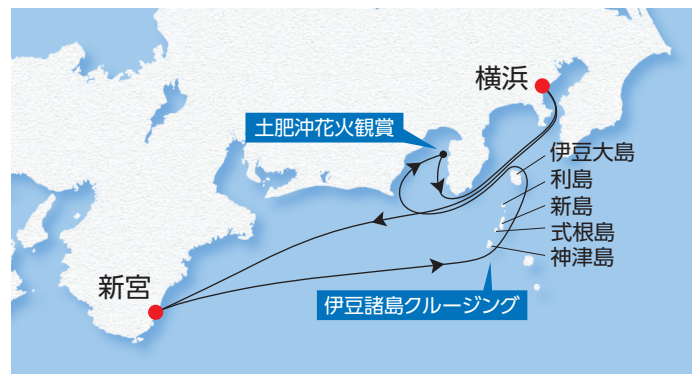 横浜
土肥沖花火観賞
伊豆大島
利島
新島
式根島
神津島
新宮
伊豆諸島クルージング